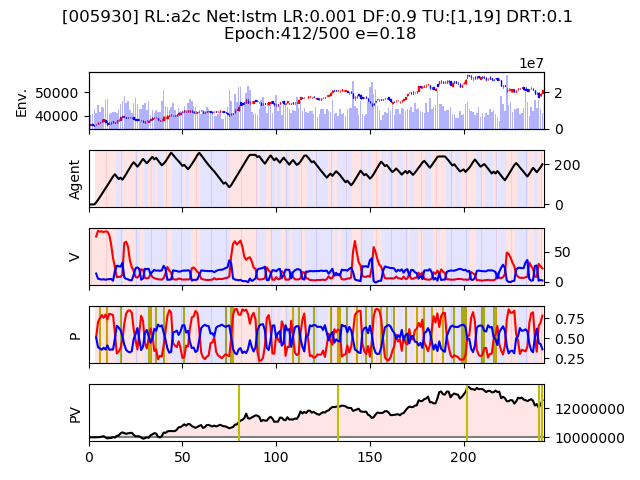 [005930] RL:a2c Net:lstm LR:0.001 DF:0.9 TU:[1,19] DRT:0.1
Epoch:412/500 e=0.18
1e7
Env.
50000
40000
2
0
Agent
200
0
V
50
0
P
0.75
0.50
0.25
PV
12000000
10000000
0 50 100 150 200